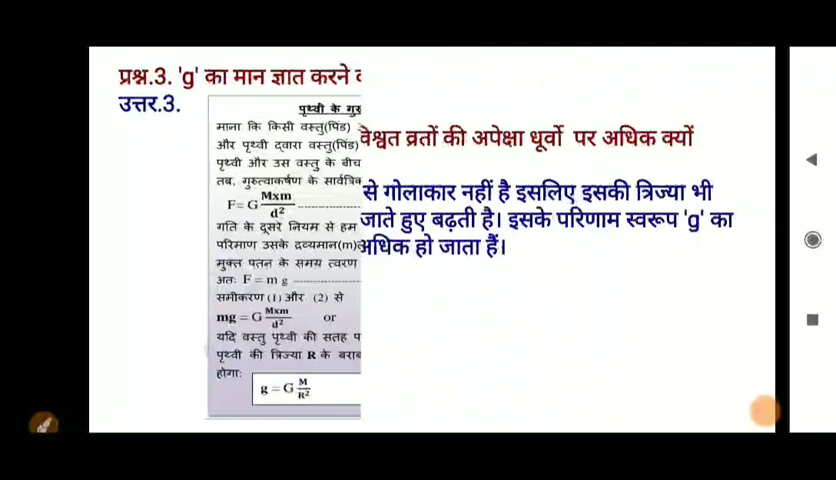 प्रश्न.3. 'g' का मान ज्ञात करने
उत्तर.3.
पृथ्वी के
माना कि किसी वस्तु(पिंड)
और पृथ्वी द्वारा वस्तु(पिंड)
पृथ्वी और उस वस्तु के बीच
तब, गुरुत्वाकर्षण के
F= G Mxm/d²
गति के दूसरे नियम से हम
परिमाण उसके द्रव्यमान(m)
मुक्त पतन के समय त्वरण
अतः F = m g
समीकरण (1) और (2) से
mg = G Mxm/d² or
यदि वस्तु पृथ्वी की सतह
पृथ्वी की त्रिज्या R के
होगा:
g = G M/R²
वेश्वत व्रतों की अपेक्षा धूर्वो पर अधिक क्यों
से गोलाकार नहीं है इसलिए इसकी त्रिज्या भी
जाते हुए बढ़ती है। इसके परिणाम स्वरूप 'g' का
अधिक हो जाता हैं।